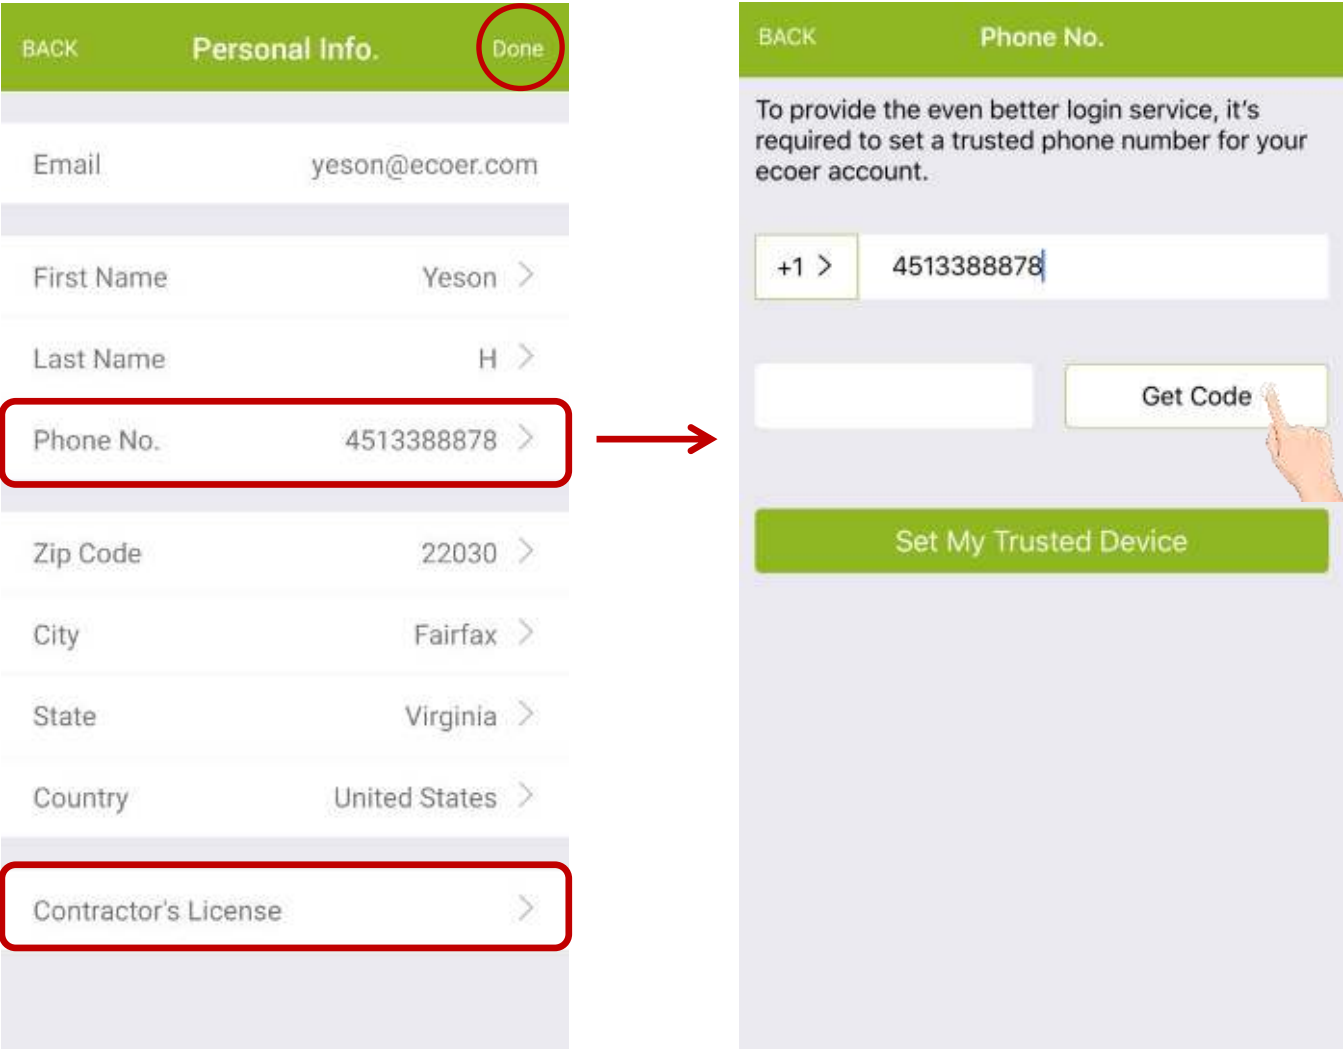 BACK Personal Info. Done
Email yeson@ecoer.com
First Name Yeson
Last Name H
Phone No. 4513388878
Zip Code 22030
City Fairfax
State Virginia
Country United States
Contractor's License
BACK Phone No.
To provide the even better login service, it's
required to set a trusted phone number for your
ecoer account.
+1 > 4513388878
Get Code
Set My Trusted Device